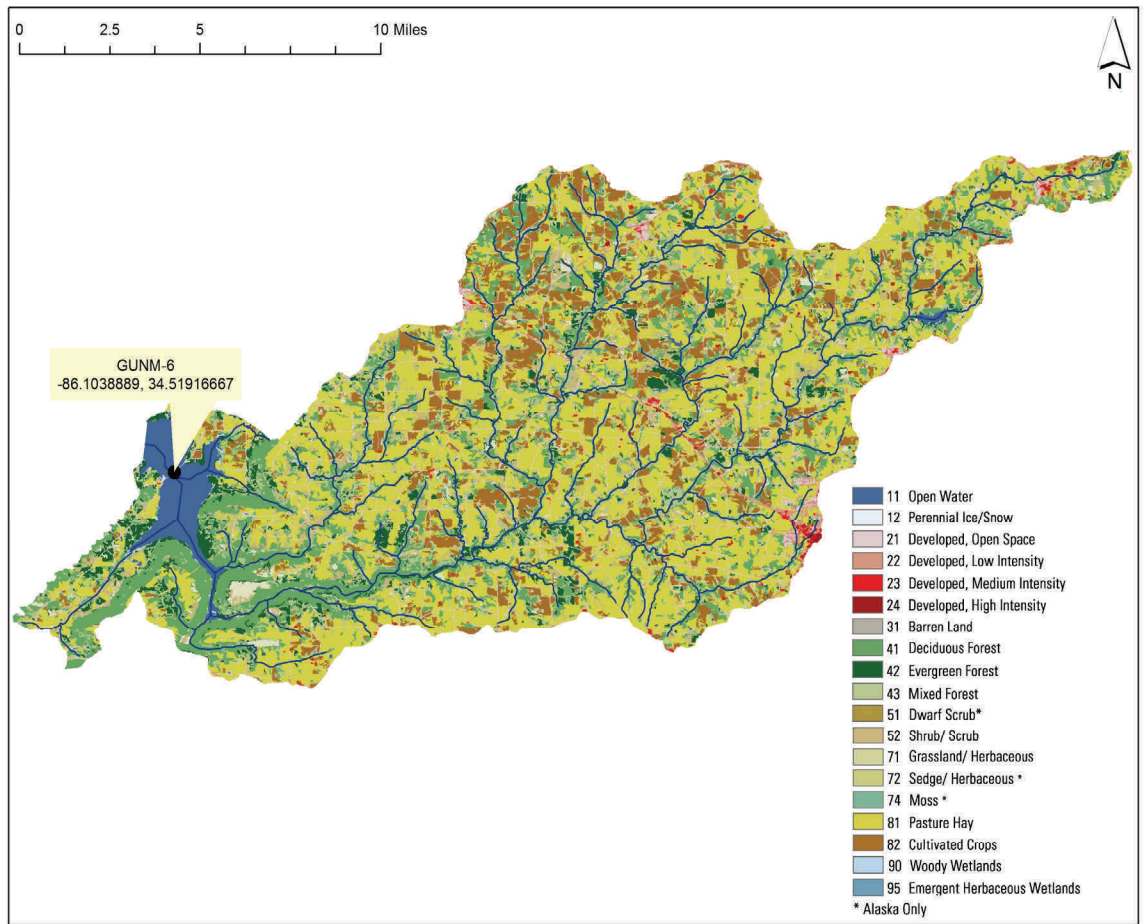 0 2.5 5 10 Miles
N
GUNM-6
-86.1038889, 34.51916667
11 Open Water
12 Perennial Ice/Snow
21 Developed, Open Space
22 Developed, Low Intensity
23 Developed, Medium Intensity
24 Developed, High Intensity
31 Barren Land
41 Deciduous Forest
42 Evergreen Forest
43 Mixed Forest
51 Dwarf Scrub*
52 Shrub/ Scrub
71 Grassland/ Herbaceous
72 Sedge/ Herbaceous *
74 Moss *
81 Pasture Hay
82 Cultivated Crops
90 Woody Wetlands
95 Emergent Herbaceous Wetlands
* Alaska Only